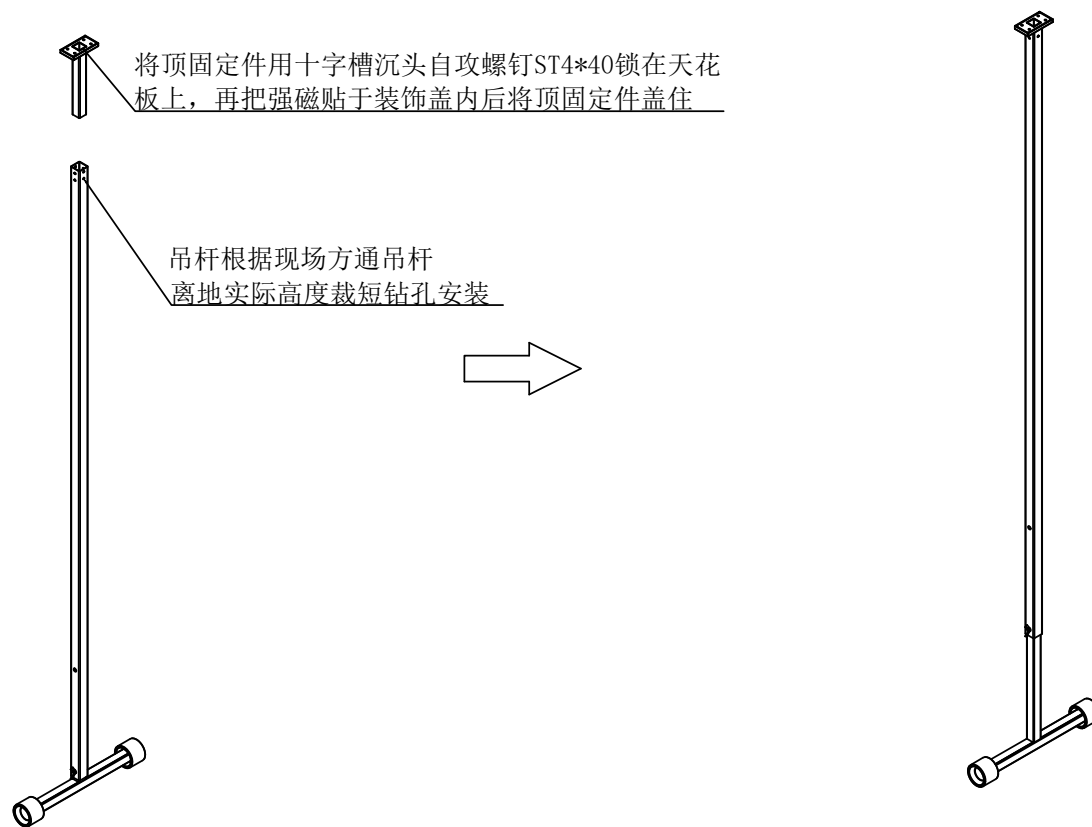 将顶固定件用十字槽沉头自攻螺钉ST4*40锁在天花
板上，再把强磁贴于装饰盖内后将顶固定件盖住
吊杆根据现场方通吊杆
离地实际高度裁短钻孔安装